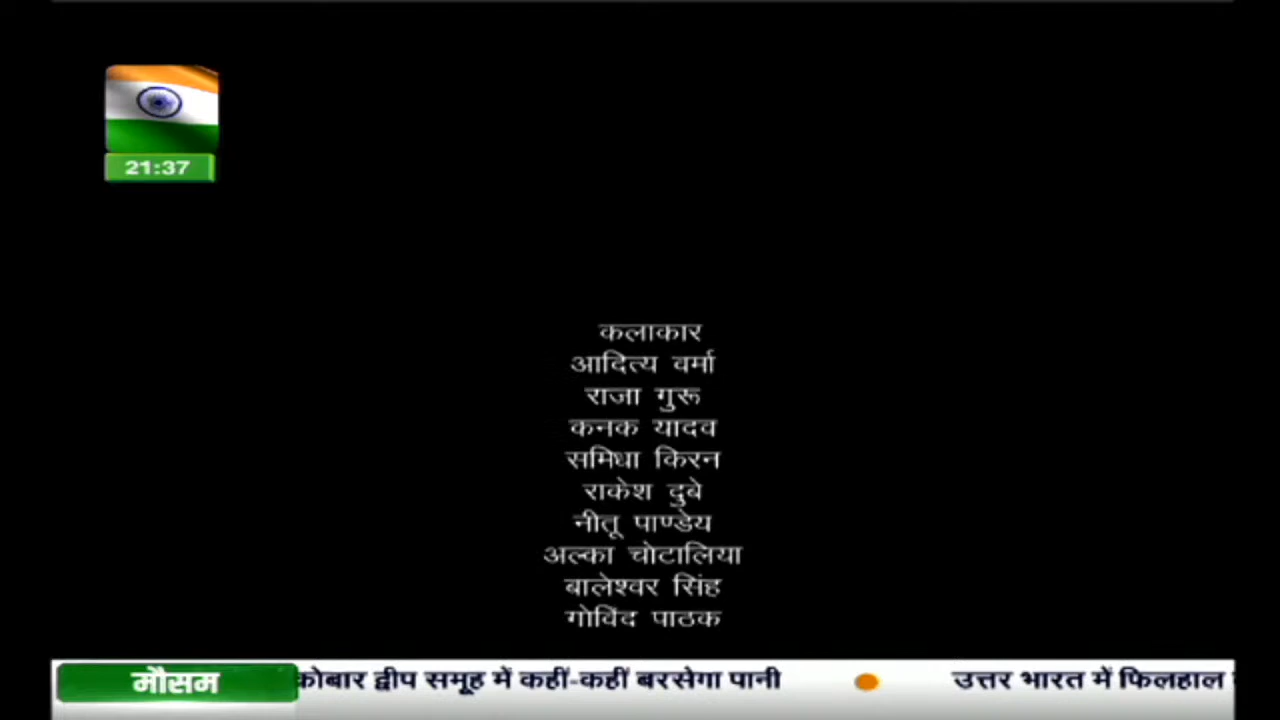 21:37
कलाकार
आदित्य वर्मा
राजा गुरू
कनक यादव
समिधा किरन
राकेश दुबे
नीतू पाण्डेय
अल्का चोटालिया
बालेश्वर सिंह
गोविंद पाठक
मौसम
कोबार द्वीप समूह में कहीं-कहीं बरसेगा पानी
उत्तर भारत में फिलहाल